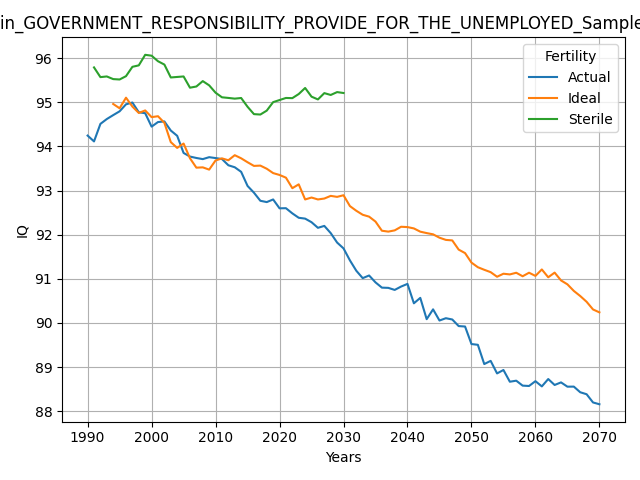 in_GOVERNMENT_RESPONSIBILITY_PROVIDE_FOR_THE_UNEMPLOYED_Sample
Fertility
Actual
Ideal
Sterile
IQ
96
95
94
93
92
91
90
89
88
1990 2000 2010 2020 2030 2040 2050 2060 2070
Years